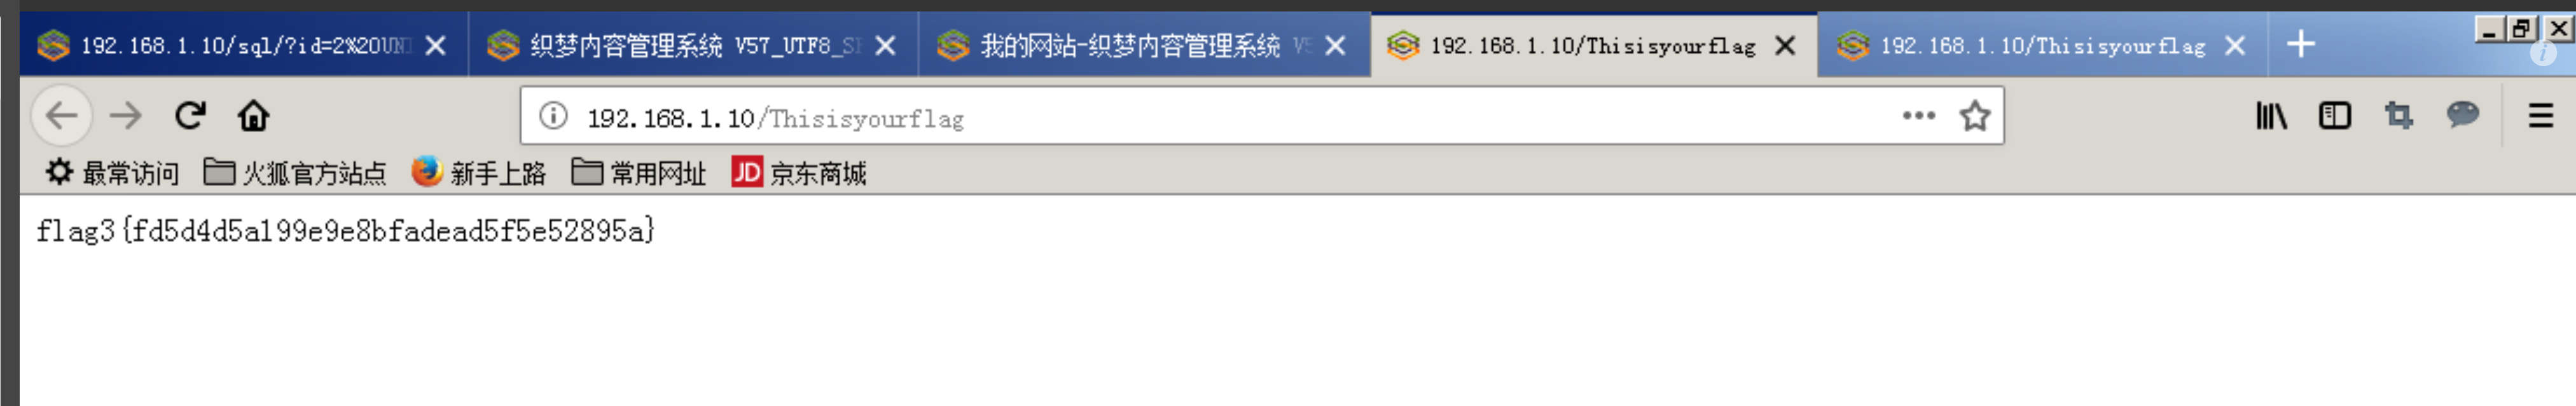 192.168.1.10/sql/?id=2%20UNI
织梦内容管理系统 V57_UTF8_SP
我的网站-织梦内容管理系统 V5
192.168.1.10/Thisisyourflag
192.168.1.10/Thisisyourflag
192.168.1.10/Thisisyourflag
最常访问 火狐官方站点 新手上路 常用网址 JD 京东商城
flag3{fd5d4d5a199e9e8bfadead5f5e52895a}